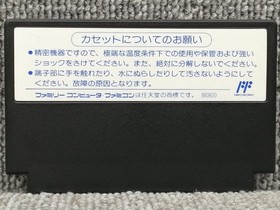 カセットについてのお願い
●精密機器ですので、極端な温度条件下での使用や保管および強い
ショックをさけてください。また、絶対に分解しないでください。
●端子部に手を触れたり、水にぬらしたりして汚さないようにして
ください。故障の原因となります。
ファミリーコンピュータ ファミコンは任天堂の商標です。